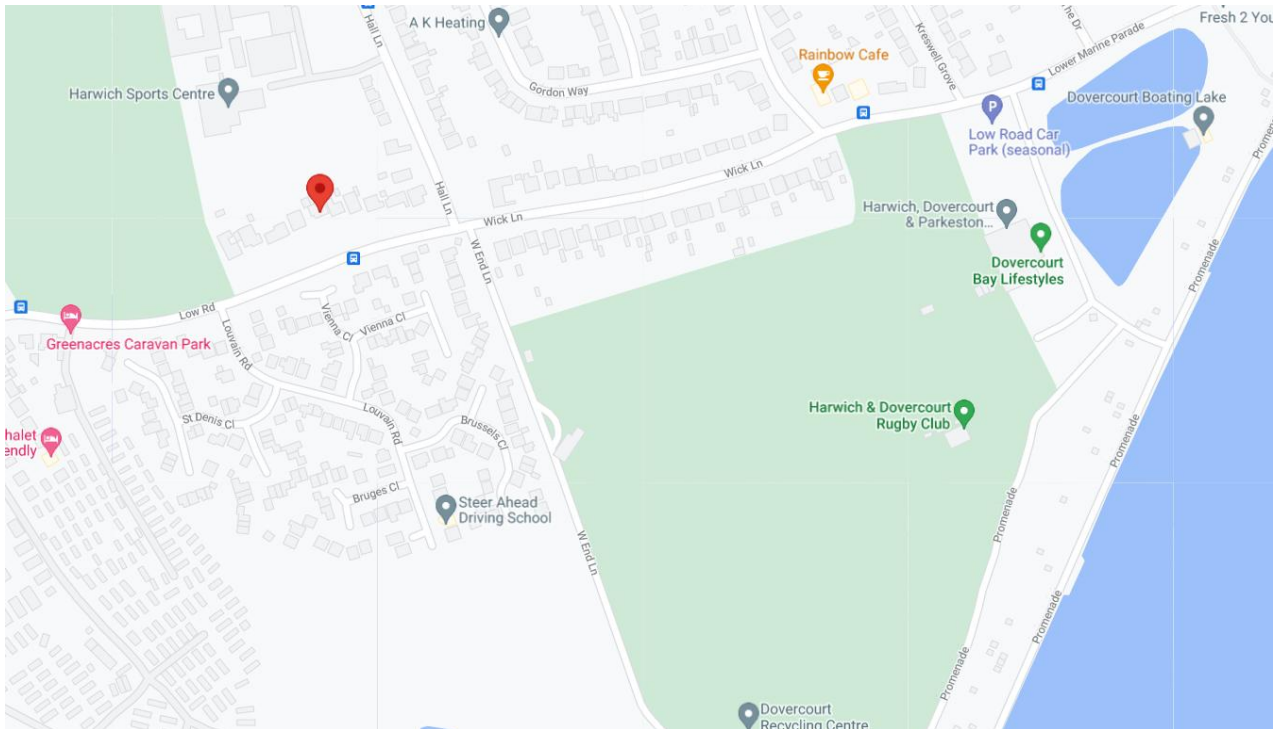 Hall Ln
A K Heating
The Dr
Fresh 2 You
Kreswell Grove
Lower Marine Parade
Rainbow Cafe
Gordon Way
Harwich Sports Centre
Dovercourt Boating Lake
P
Low Road Car
Park (seasonal)
Promenade
Wick Ln
Hall Ln
Wick Ln
Harwich, Dovercourt
& Parkeston...
W End Ln
Dovercourt
Bay Lifestyles
Promenade
Low Rd
Vienna Cl
Vienna Cl
Greenacres Caravan Park
Louvain Rd
St Denis Cl
Louvain Rd
Brussels Cl
Harwich & Dovercourt
Rugby Club
halet
endly
Promenade
Bruges Cl
Steer Ahead
Driving School
Promenade
W End Ln
Promenade
Promenade
Dovercourt
Recycling Centre